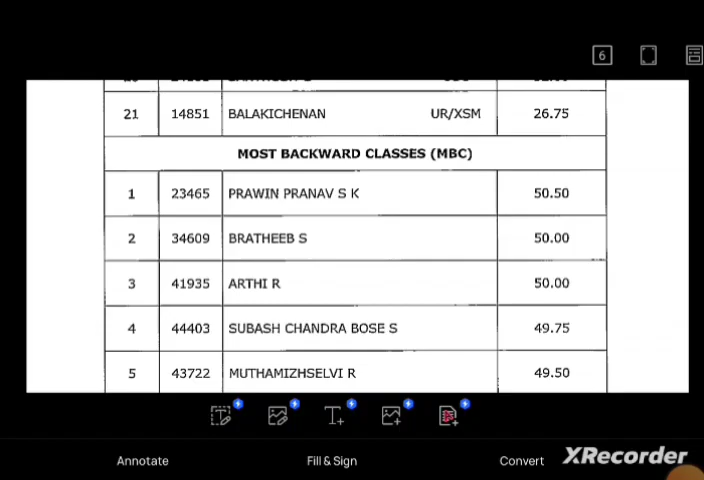 6
21 14851 BALAKICHENAN UR/XSM 26.75
MOST BACKWARD CLASSES (MBC)
1 23465 PRAWIN PRANAV S K 50.50
2 34609 BRATHEEB S 50.00
3 41935 ARTHI R 50.00
4 44403 SUBASH CHANDRA BOSE S 49.75
5 43722 MUTHAMIZHSELVI R 49.50
Annotate Fill & Sign Convert XRecorder